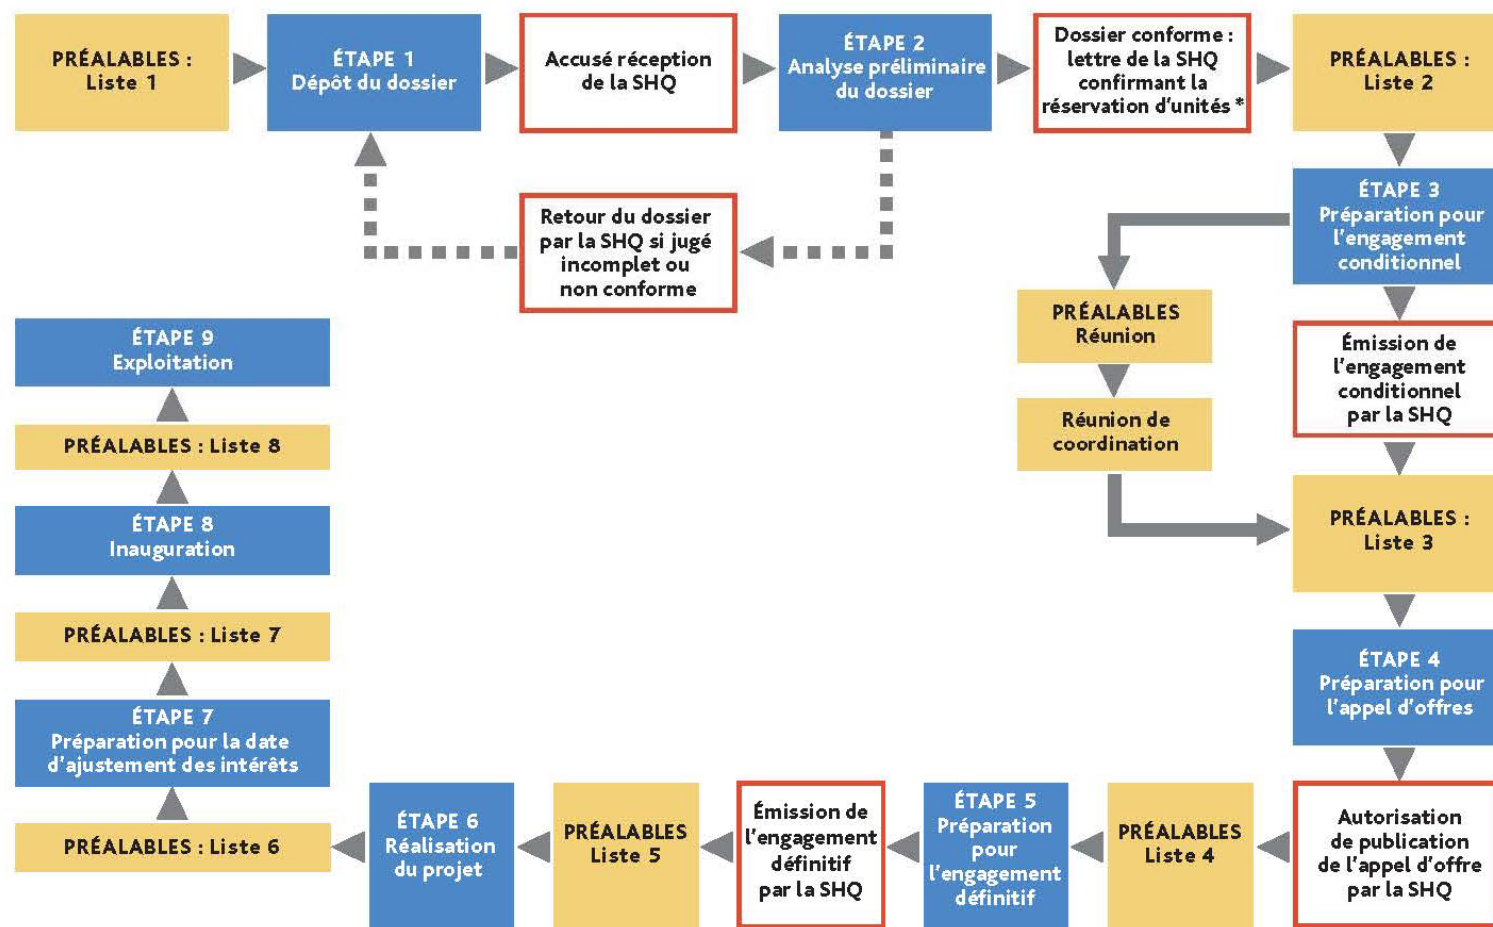 PRÉALABLES :
Liste 1
ÉTAPE 1
Dépôt du dossier
Accusé réception
de la SHQ
ÉTAPE 2
Analyse préliminaire
du dossier
Dossier conforme :
lettre de la SHQ
confirmant la
réservation d'unités *
PRÉALABLES :
Liste 2
Retour du dossier
par la SHQ si jugé
incomplet ou
non conforme
ÉTAPE 3
Préparation pour
l'engagement
conditionnel
PRÉALABLES
Réunion
Réunion de
coordination
Émission de
l'engagement
conditionnel
par la SHQ
PRÉALABLES :
Liste 3
ÉTAPE 4
Préparation pour
l'appel d'offres
Autorisation
de publication
de l'appel d'offre
par la SHQ
PRÉALABLES
Liste 4
ÉTAPE 5
Préparation
pour
l'engagement
définitif
Émission de
l'engagement
définitif
par la SHQ
PRÉALABLES
Liste 5
ÉTAPE 6
Réalisation
du projet
PRÉALABLES : Liste 6
ÉTAPE 7
Préparation pour la date
d'ajustement des intérêts
PRÉALABLES : Liste 7
ÉTAPE 8
Inauguration
PRÉALABLES : Liste 8
ÉTAPE 9
Exploitation